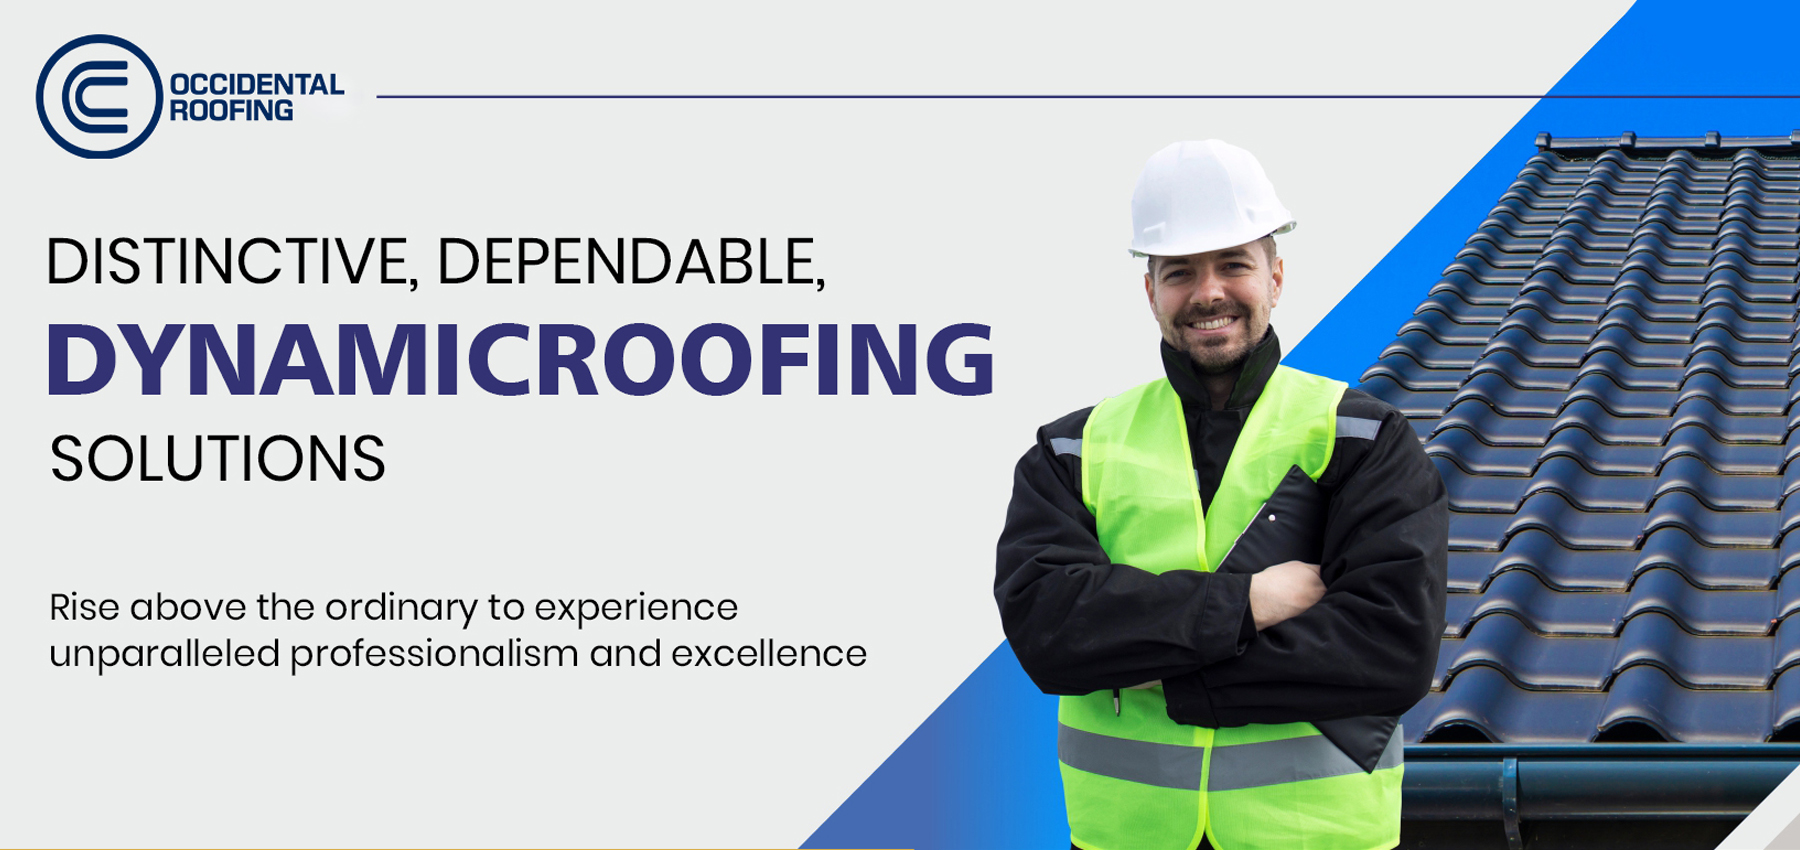 OCCIDENTAL
ROOFING
DISTINCTIVE, DEPENDABLE,
DYNAMICROOFING
SOLUTIONS
Rise above the ordinary to experience
unparalleled professionalism and excellence